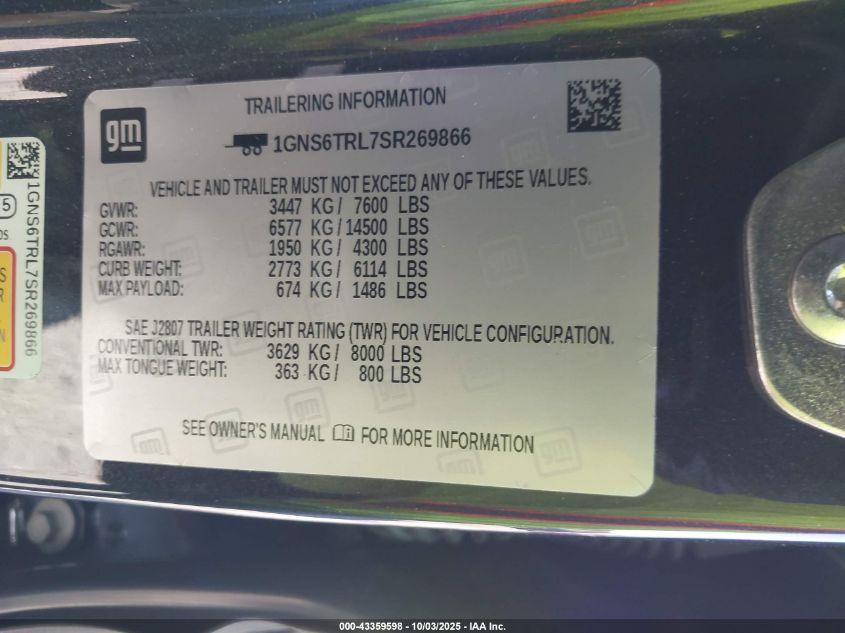 gm
TRAILERING INFORMATION
1GNS6TRL7SR269866
VEHICLE AND TRAILER MUST NOT EXCEED ANY OF THESE VALUES.
GVWR: 3447 KG/ 7600 LBS
GCWR: 6577 KG/14500 LBS
RGAWR: 1950 KG/ 4300 LBS
CURB WEIGHT: 2773 KG/ 6114 LBS
MAX PAYLOAD: 674 KG/ 1486 LBS
SAE J2807 TRAILER WEIGHT RATING (TWR) FOR VEHICLE CONFIGURATION.
CONVENTIONAL TWR: 3629 KG/ 8000 LBS
MAX TONGUE WEIGHT: 363 KG/ 800 LBS
SEE OWNER'S MANUAL FOR MORE INFORMATION
1GNS6TRL7SR269866
5
000-43359598 - 10/03/2025 - IAA Inc.